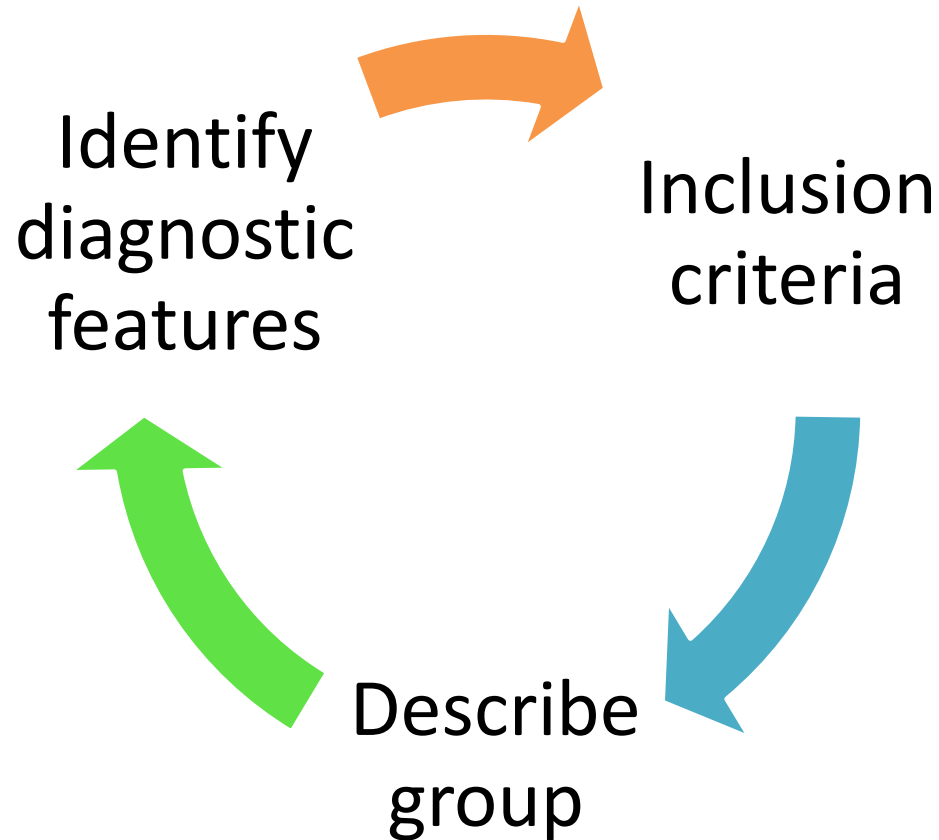 Identify
diagnostic
features
Inclusion
criteria
Describe
group